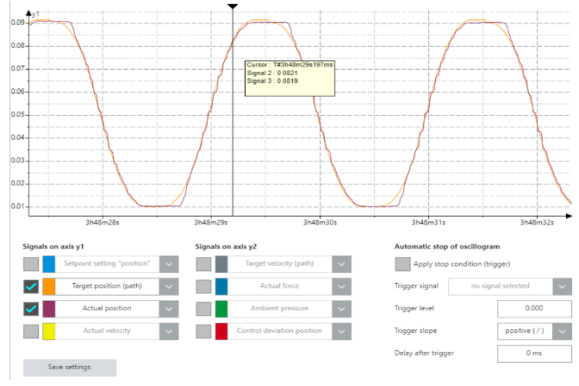 y1
0.09
0.08
0.07
0.06
0.05
0.04
0.03
0.02
0.01
Cursor : T#3h48m29s197ms
Signal 2 : 0.0821
Signal 3 : 0.0819
3h48m28s 3h48m29s 3h48m30s 3h48m31s 3h48m32s
Signals on axis y1 Signals on axis y2 Automatic stop of oscillogram
Setpoint setting "position" Target velocity (path) Apply stop condition (trigger)
Target position (path) Actual force Trigger signal no signal selected
Actual position Ambient pressure Trigger level 0.000
Actual velocity Control deviation position Trigger slope positive ( / )
Delay after trigger 0 ms
Save settings